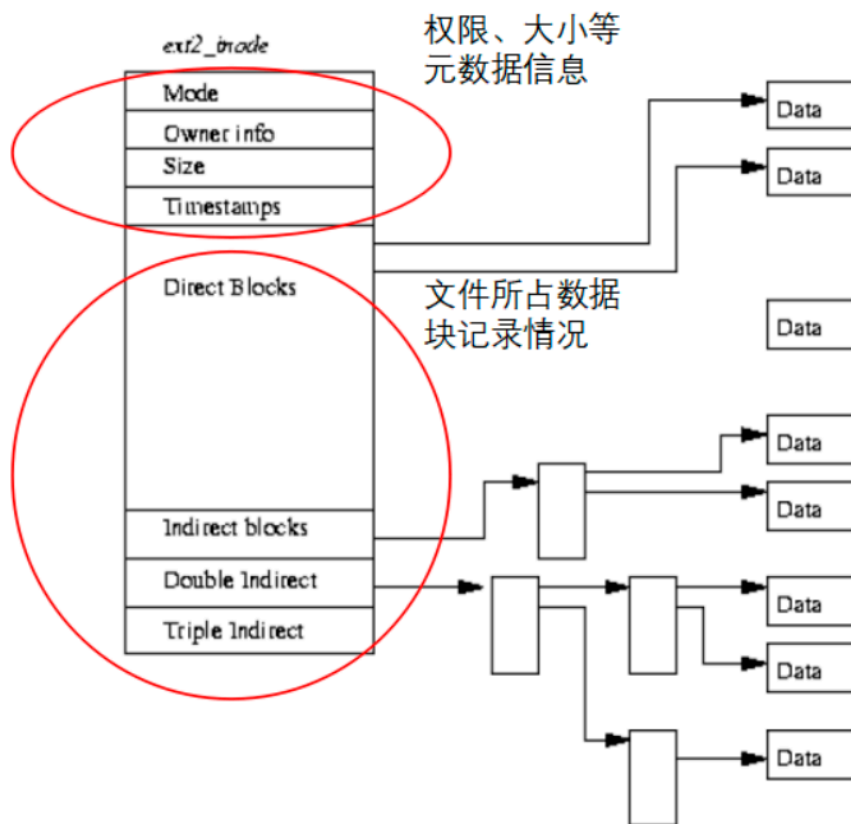 ext2_inode
权限、大小等
元数据信息
Mode
Owner info
Size
Timestamps
Direct Blocks
文件所占数据
块记录情况
Indirect blocks
Double Indirect
Triple Indirect
Data
Data
Data
Data
Data
Data
Data
Data